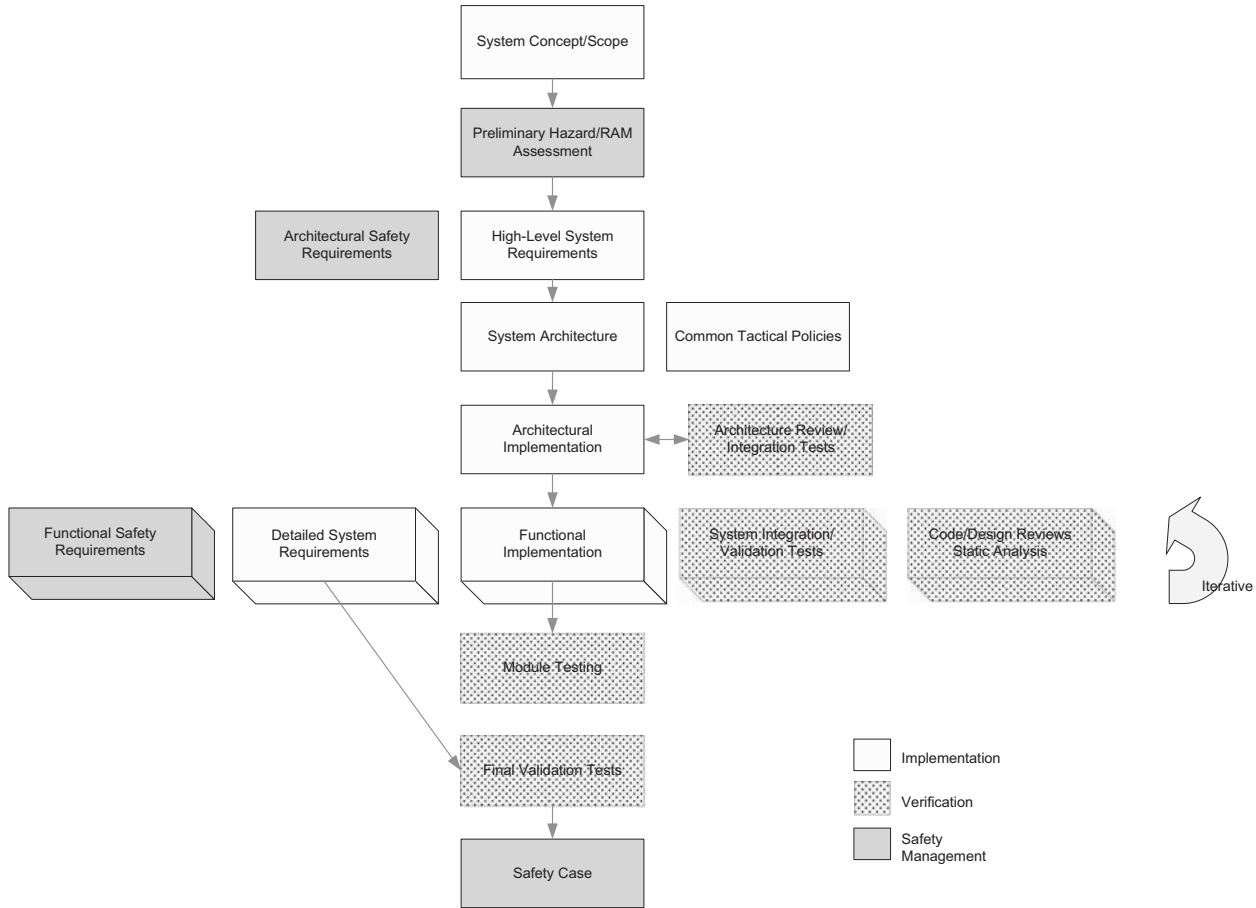 System Concept/Scope
Preliminary Hazard/RAM
Assessment
Architectural Safety
Requirements
High-Level System
Requirements
System Architecture
Common Tactical Policies
Architectural
Implementation
Architecture Review/
Integration Tests
Functional Safety
Requirements
Detailed System
Requirements
Functional
Implementation
System Integration/
Validation Tests
Code/Design Reviews
Static Analysis
Iterative
Module Testing
Final Validation Tests
Safety Case
Implementation
Verification
Safety
Management